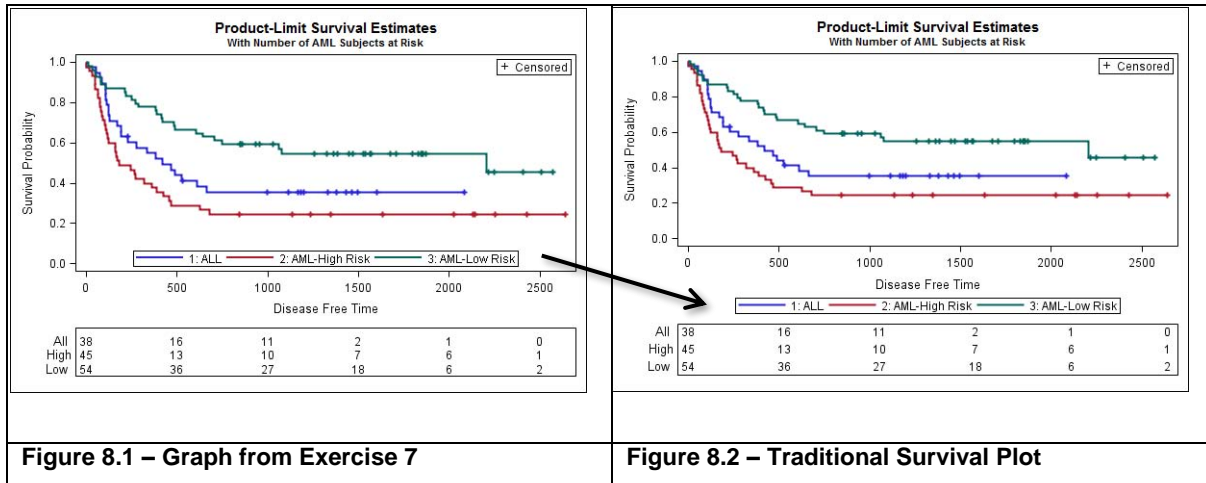 Product-Limit Survival Estimates
With Number of AML Subjects at Risk
+ Censored
Survival Probability
1.0
0.8
0.6
0.4
0.2
0.0
1: ALL 2: AML-High Risk 3: AML-Low Risk
0 500 1000 1500 2000 2500
Disease Free Time
All 38 16 11 2 1 0
High 45 13 10 7 6 1
Low 54 36 27 18 6 2
Figure 8.1 – Graph from Exercise 7
Product-Limit Survival Estimates
With Number of AML Subjects at Risk
+ Censored
Survival Probability
1.0
0.8
0.6
0.4
0.2
0.0
0 500 1000 1500 2000 2500
Disease Free Time
1: ALL 2: AML-High Risk 3: AML-Low Risk
All 38 16 11 2 1 0
High 45 13 10 7 6 1
Low 54 36 27 18 6 2
Figure 8.2 – Traditional Survival Plot